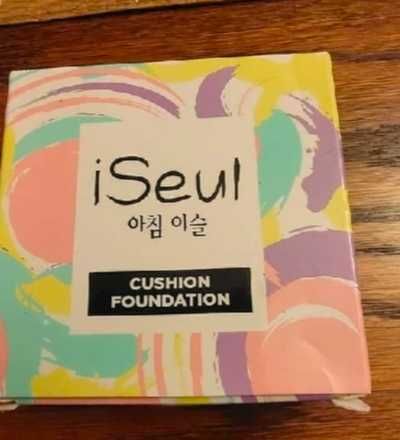 iSeul
아침 이슬
CUSHION
FOUNDATION